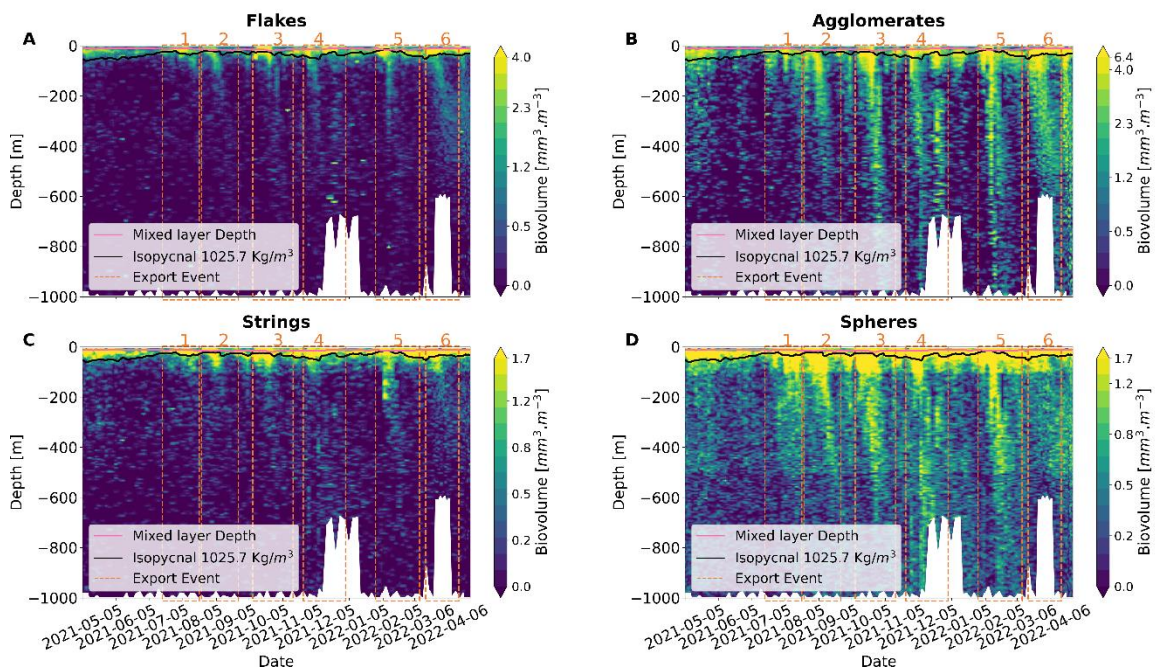 Flakes
A
1 2 3 4 5 6
0
−200
−400
−600
−800
−1000
Depth [m]
Mixed layer Depth
Isopycnal 1025.7 Kg/m³
Export Event
4.0
2.3
1.2
0.5
0.0
Biovolume [mm³.m⁻³]
Agglomerates
B
1 2 3 4 5 6
0
−200
−400
−600
−800
−1000
Depth [m]
Mixed layer Depth
Isopycnal 1025.7 Kg/m³
Export Event
6.4
4.0
2.3
1.2
0.5
0.0
Biovolume [mm³.m⁻³]
Strings
C
1 2 3 4 5 6
0
−200
−400
−600
−800
−1000
Depth [m]
Mixed layer Depth
Isopycnal 1025.7 Kg/m³
Export Event
2021-05-05
2021-06-05
2021-07-05
2021-08-05
2021-09-05
2021-10-05
2021-11-05
2021-12-05
2022-01-05
2022-02-05
2022-03-06
2022-04-06
Date
1.7
1.2
0.8
0.5
0.2
0.0
Biovolume [mm³.m⁻³]
Spheres
D
1 2 3 4 5 6
0
−200
−400
−600
−800
−1000
Depth [m]
Mixed layer Depth
Isopycnal 1025.7 Kg/m³
Export Event
2021-05-05
2021-06-05
2021-07-05
2021-08-05
2021-09-05
2021-10-05
2021-11-05
2021-12-05
2022-01-05
2022-02-05
2022-03-06
2022-04-06
Date
1.7
1.2
0.8
0.5
0.2
0.0
Biovolume [mm³.m⁻³]